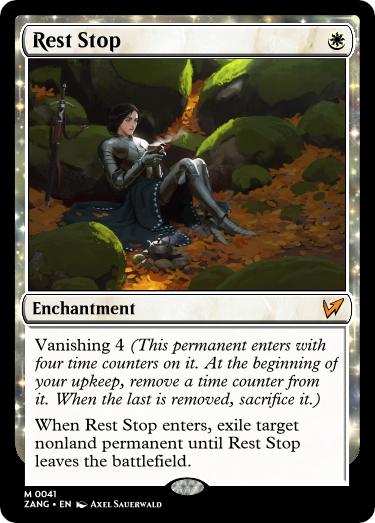 Rest Stop
Enchantment
Vanishing 4 (This permanent enters with
four time counters on it. At the beginning of
your upkeep, remove a time counter from
it. When the last is removed, sacrifice it.)
When Rest Stop enters, exile target
nonland permanent until Rest Stop
leaves the battlefield.
M 0041
ZANG • EN Axel Sauerwald